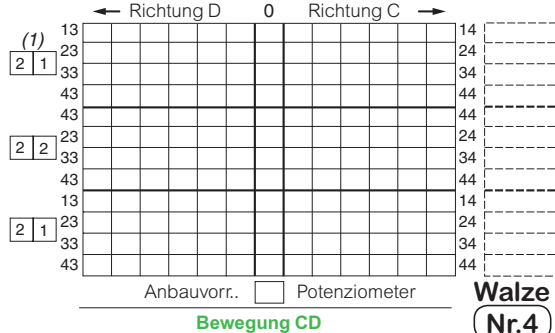 ← Richtung D 0 Richtung C →
13 14
(1) 23 24
2 1 33 34
43 44
43 44
23 24
2 2 33 34
43 44
13 14
23 24
2 1 33 34
43 44
Anbauvorr.. Potenziometer Walze
Bewegung CD Nr.4